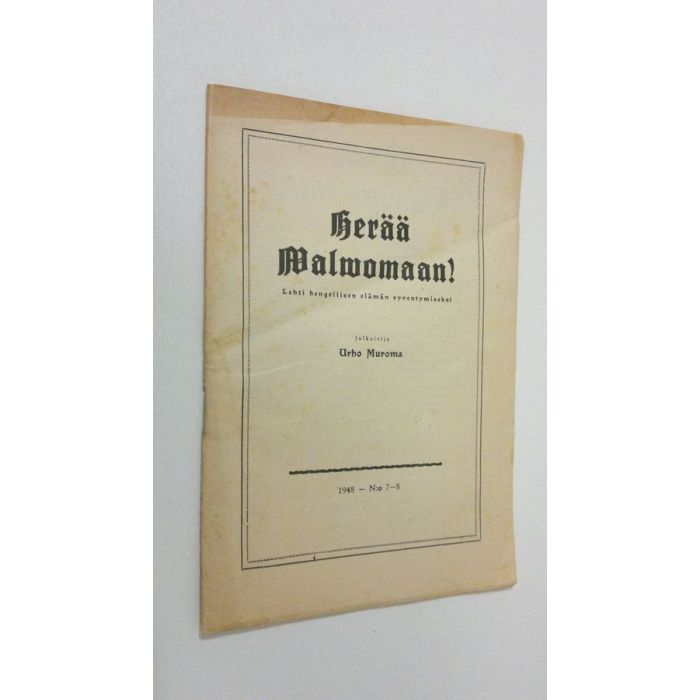 Herää
Walwomaan!
Lehti hengellisen elämän syventymiseksi
Julkaisija
Urho Muroma
1948 — N:o 7—8